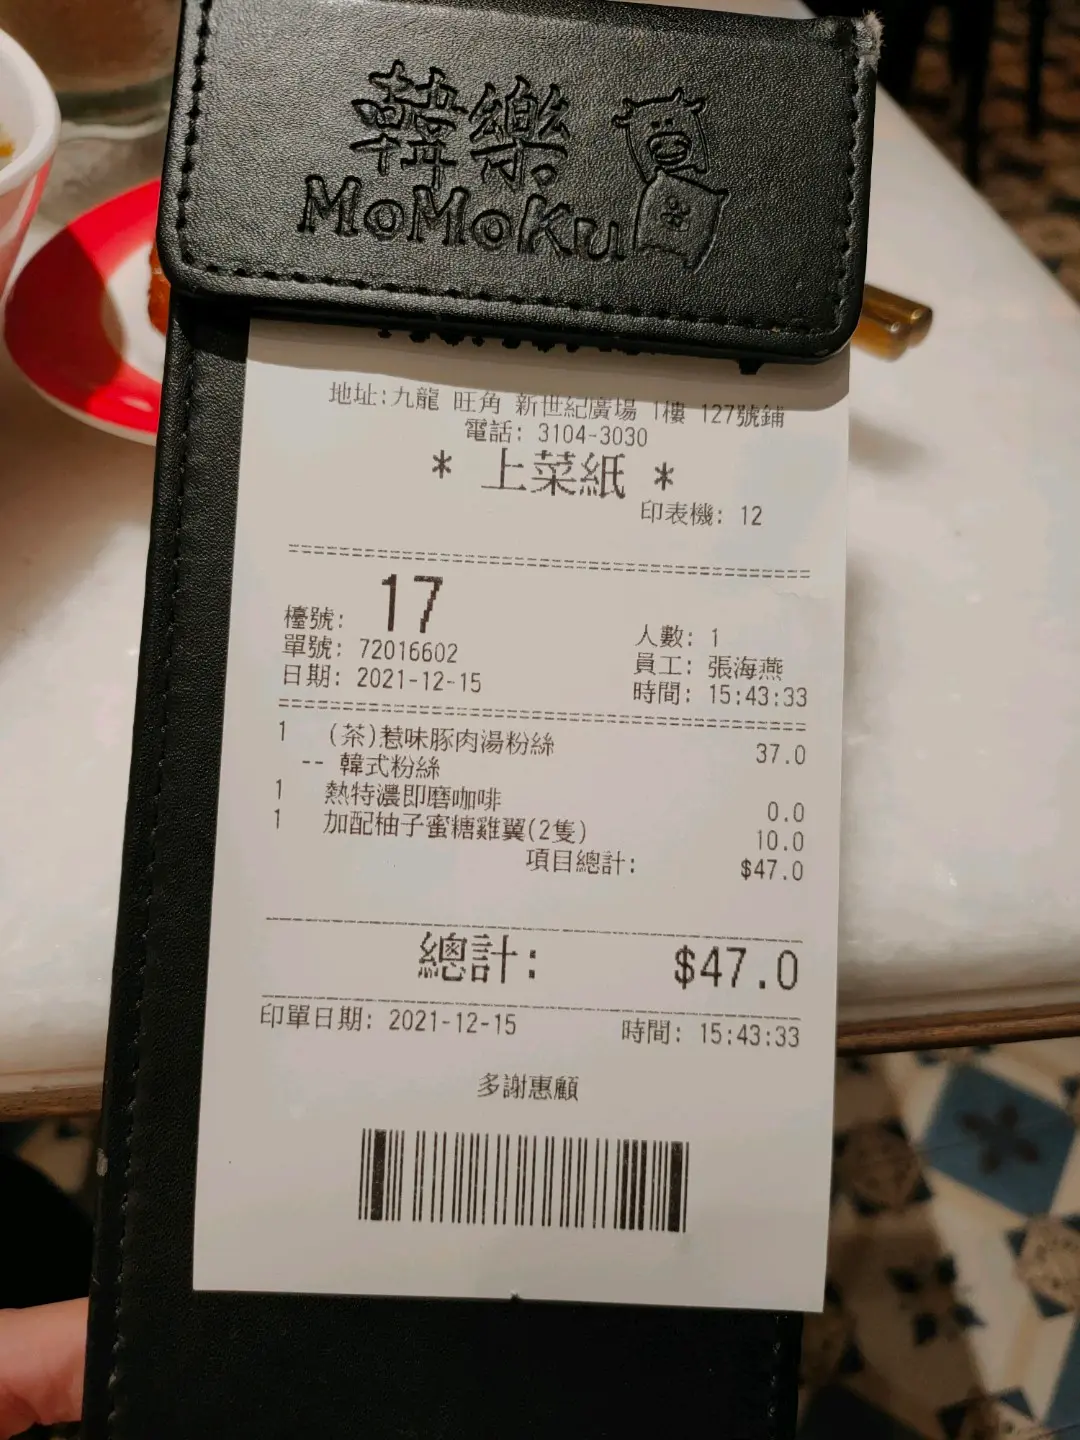 韓樂
MoMoKu
地址:九龍 旺角 新世紀廣場 1樓 127號鋪
電話: 3104-3030
* 上菜紙 *
印表機: 12
檯號: 17
人數: 1
單號: 72016602
員工: 張海燕
日期: 2021-12-15
時間: 15:43:33
1 (茶)惹味豚肉湯粉絲 37.0
-- 韓式粉絲
1 熱特濃即磨咖啡 0.0
1 加配柚子蜜糖雞翼(2隻) 10.0
項目總計: $47.0
總計: $47.0
印單日期: 2021-12-15 時間: 15:43:33
多謝惠顧